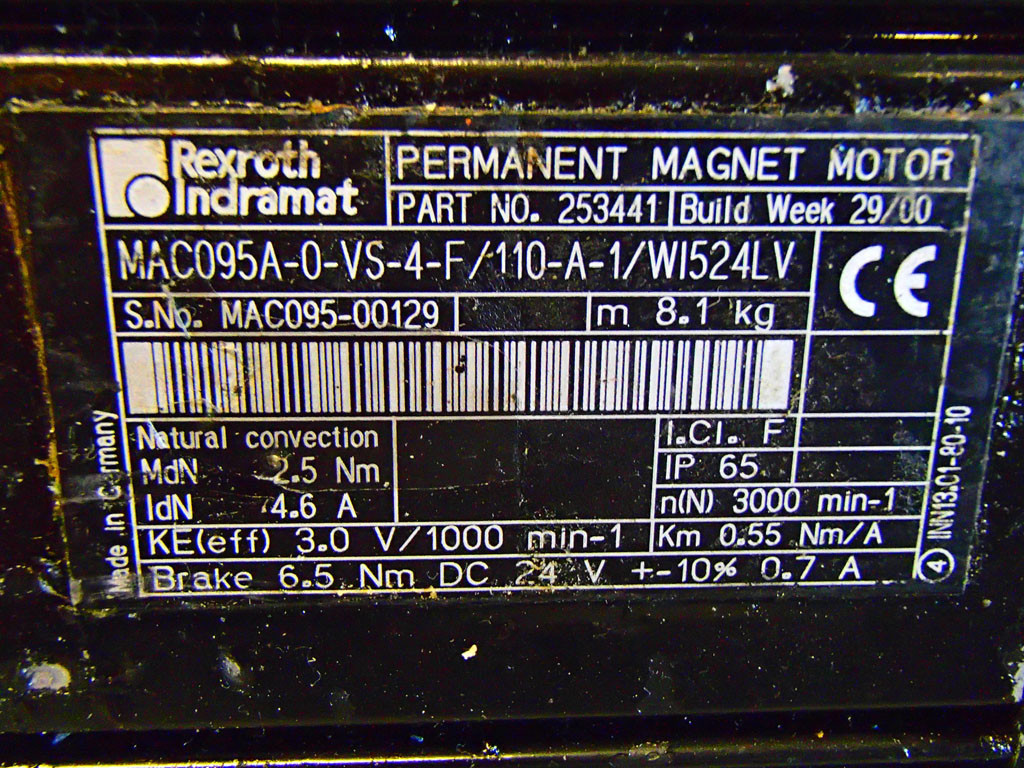 Rexroth
Indramat
PERMANENT MAGNET MOTOR
PART NO. 253441
Build Week 29/00
MAC095A-0-VS-4-F/110-A-1/WI524LV
CE
S.No. MAC095-00129
m 8.1 kg
Natural convection
MdN 2.5 Nm
IdN 4.6 A
I.Cl. F
IP 65
n(N) 3000 min-1
KE(eff) 3.0 V/1000 min-1
Km 0.55 Nm/A
Brake 6.5 Nm DC 24 V +-10% 0.7 A
Made in Germany
4 INN13.01-80-10